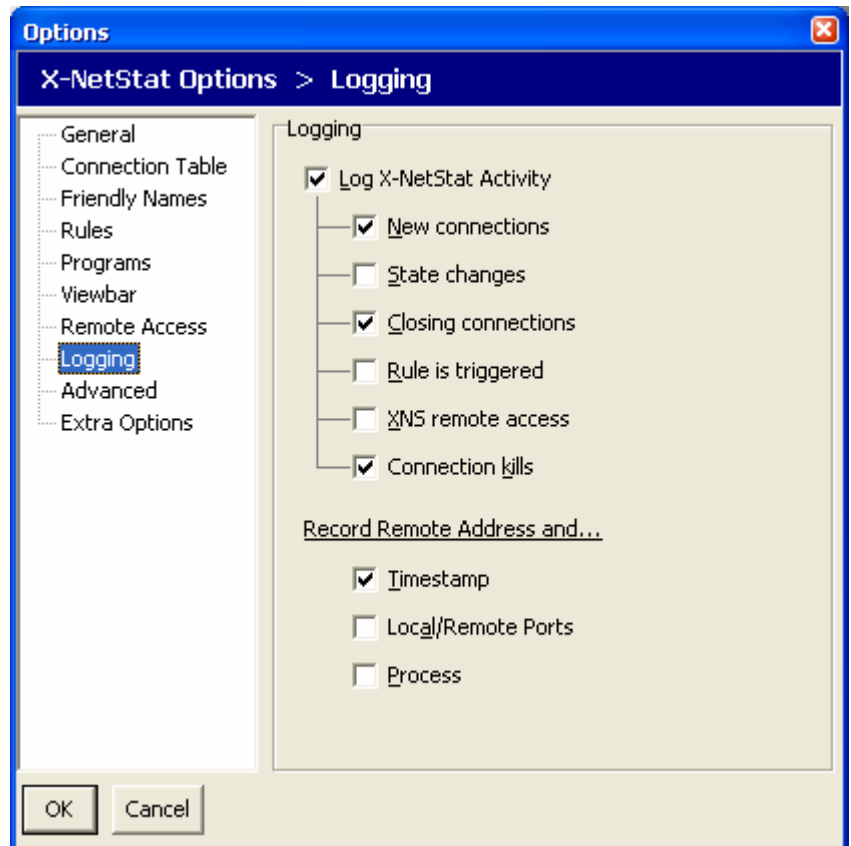 Options
X-NetStat Options > Logging
General
Connection Table
Friendly Names
Rules
Programs
Viewbar
Remote Access
Logging
Advanced
Extra Options
Logging
Log X-NetStat Activity
New connections
State changes
Closing connections
Rule is triggered
XNS remote access
Connection kills
Record Remote Address and...
Timestamp
Local/Remote Ports
Process
OK
Cancel